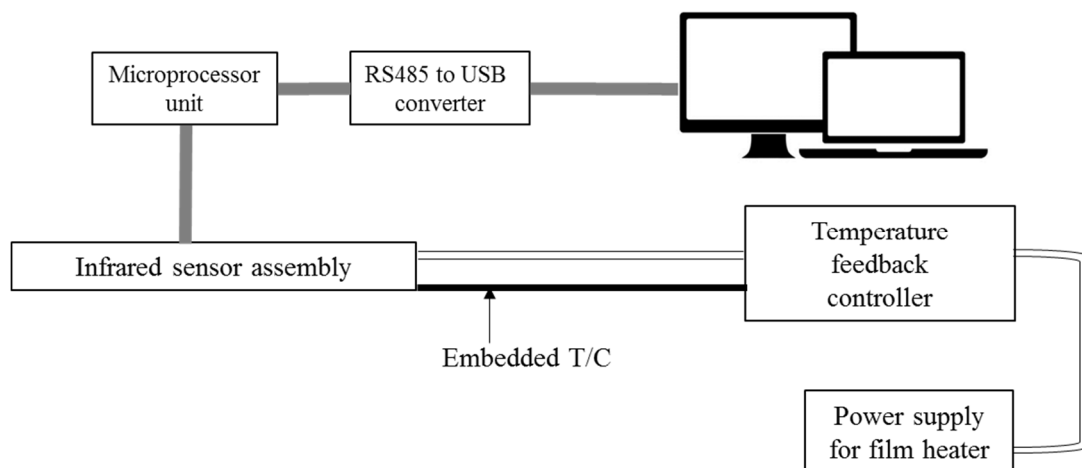 Microprocessor
unit
RS485 to USB
converter
Infrared sensor assembly
Temperature
feedback
controller
Embedded T/C
Power supply
for film heater